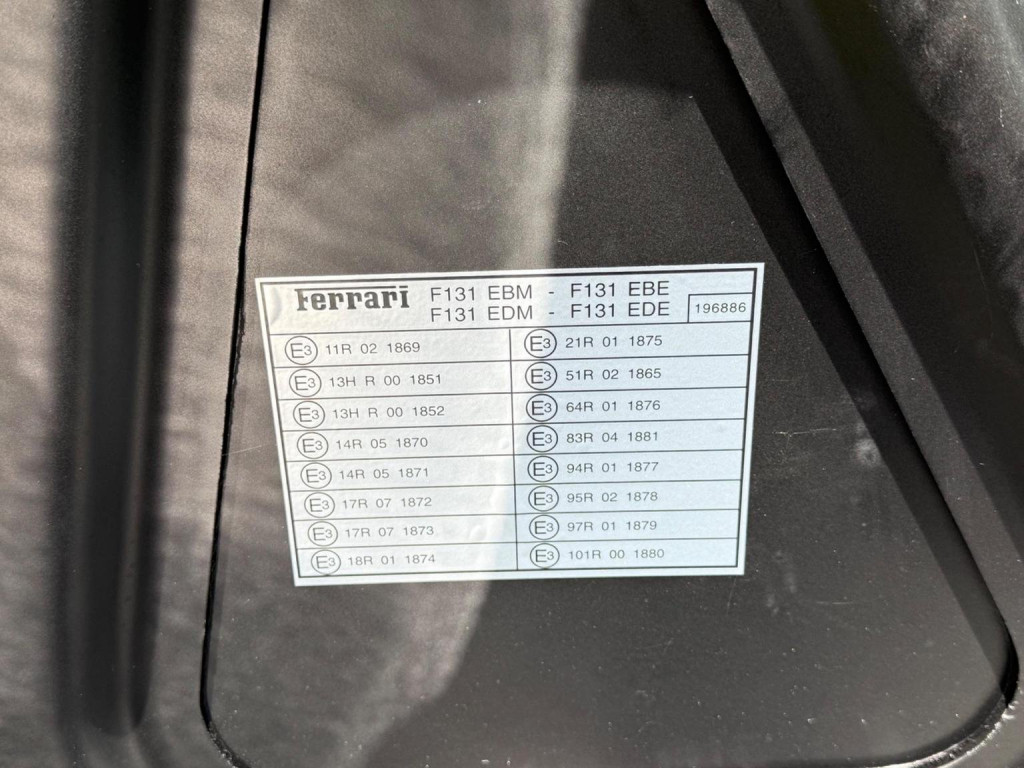 Ferrari F131 EBM - F131 EBE
F131 EDM - F131 EDE 196886
E3 11R 02 1869
E3 13H R 00 1851
E3 13H R 00 1852
E3 14R 05 1870
E3 14R 05 1871
E3 17R 07 1872
E3 17R 07 1873
E3 18R 01 1874
E3 21R 01 1875
E3 51R 02 1865
E3 64R 01 1876
E3 83R 04 1881
E3 94R 01 1877
E3 95R 02 1878
E3 97R 01 1879
E3 101R 00 1880